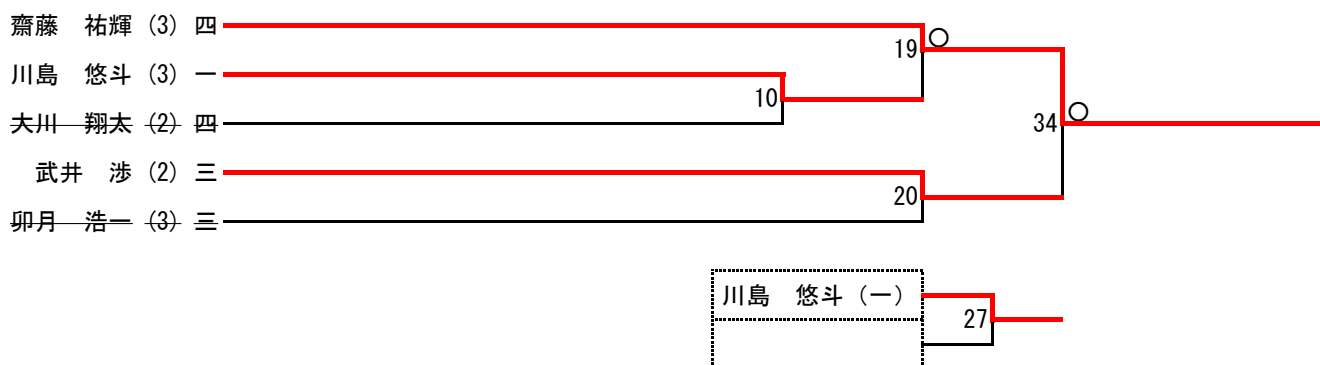 齋藤　祐輝 (3) 四
19
川島　悠斗 (3) 一
10
大川　翔太 (2) 四
34
武井　渉 (2) 三
20
卯月　浩一 (3) 三
川島　悠斗 (一)
27